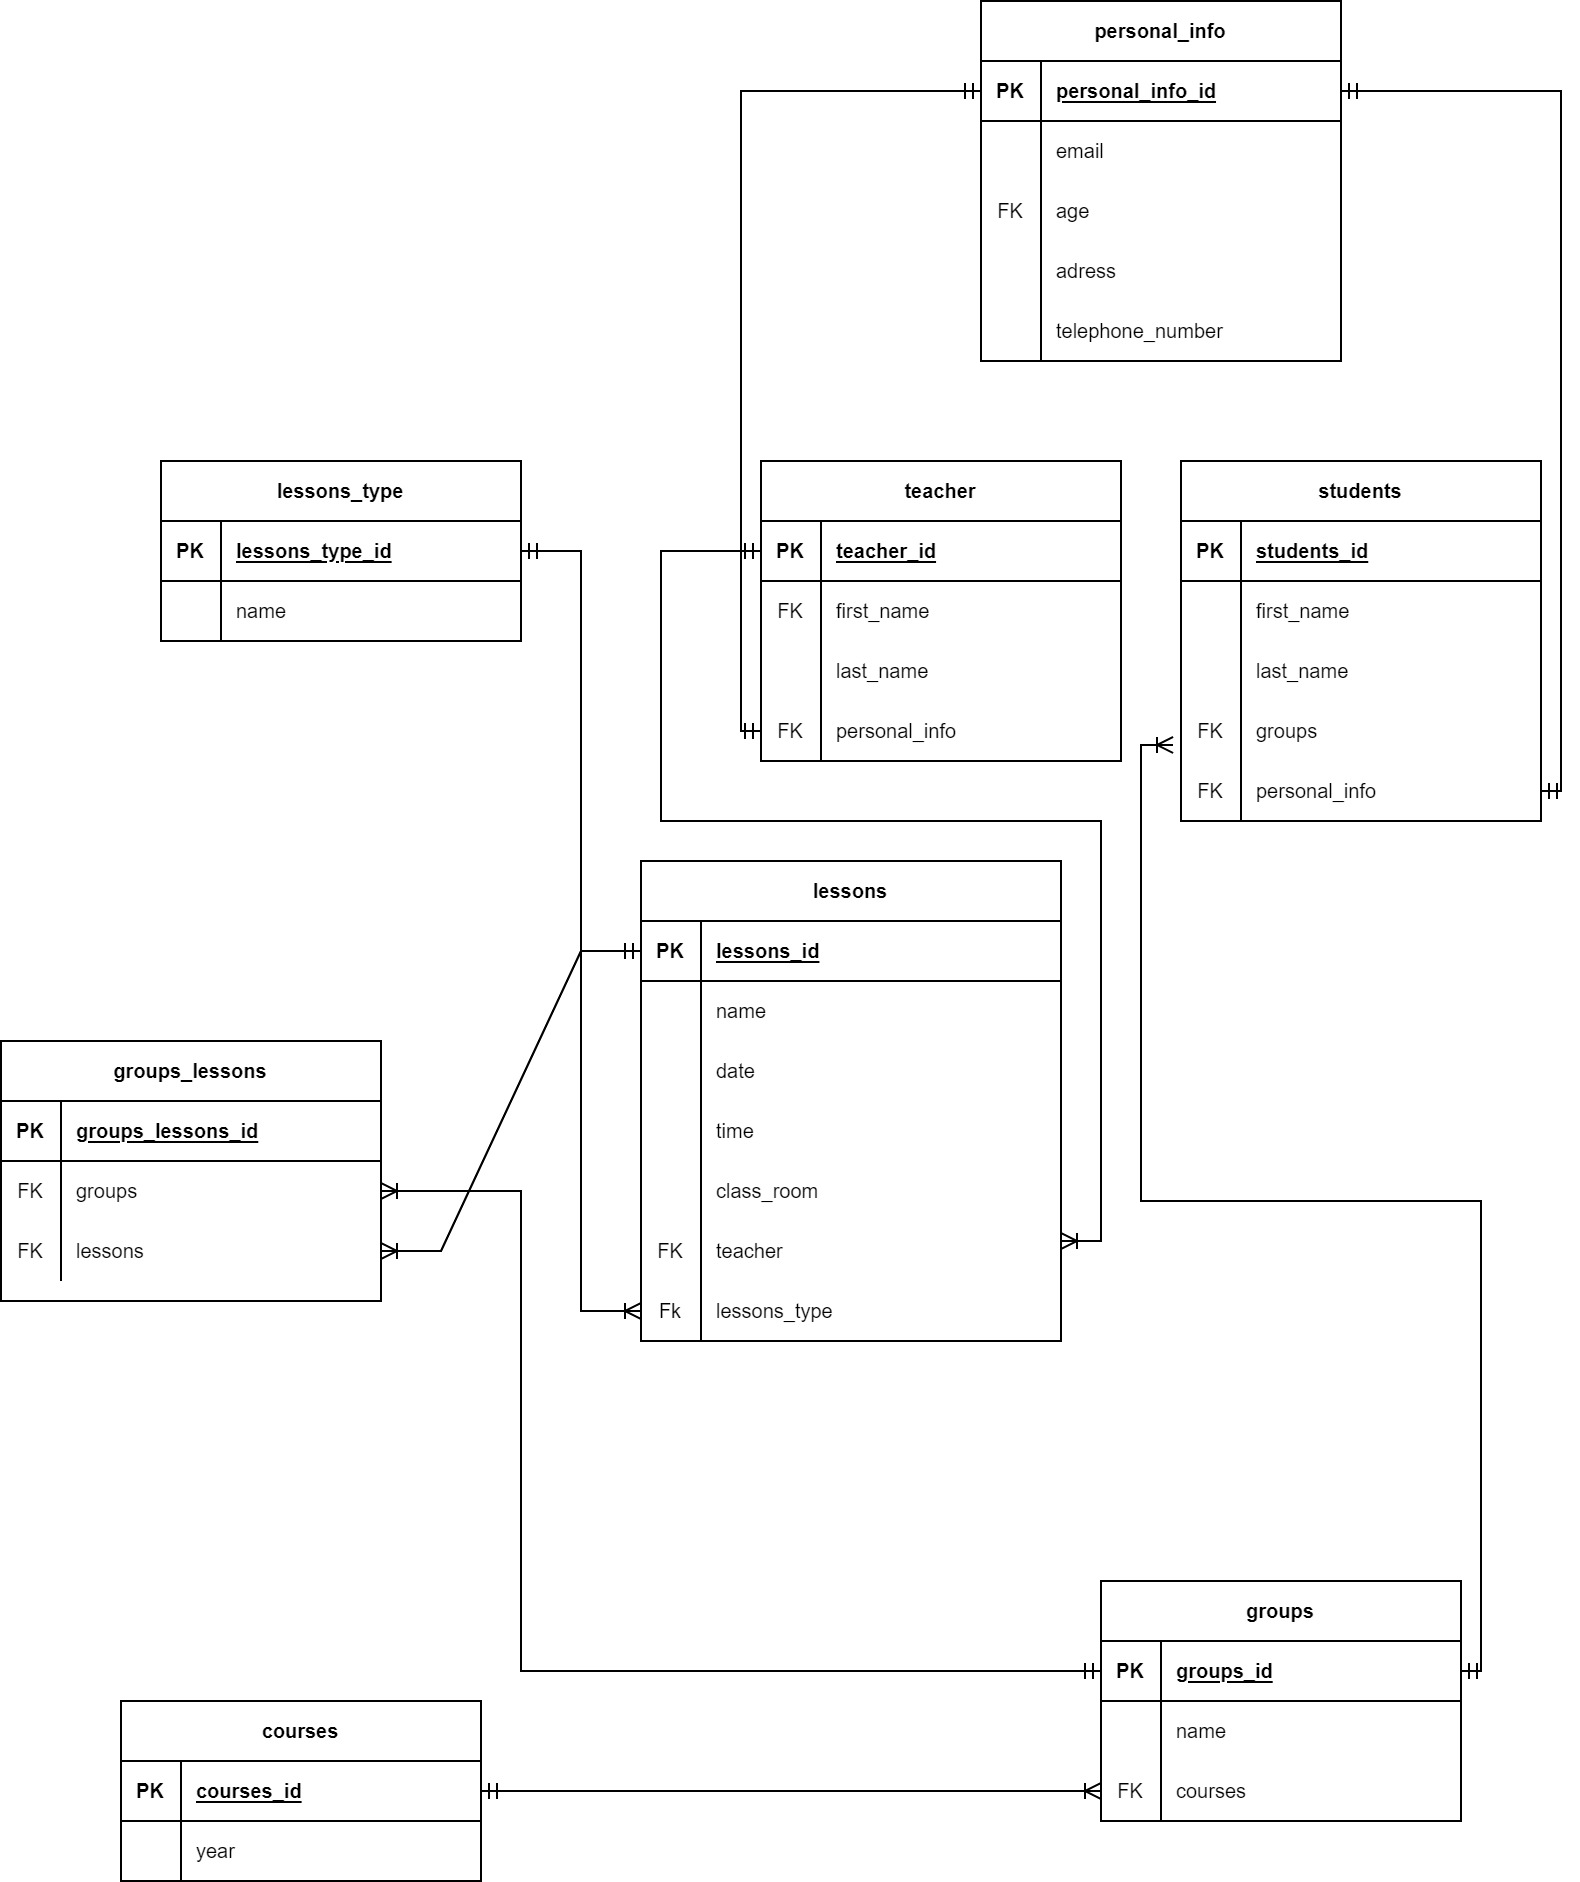 personal_info
PK personal_info_id
email
FK age
adress
telephone_number
lessons_type
PK lessons_type_id
name
teacher
PK teacher_id
FK first_name
last_name
FK personal_info
students
PK students_id
first_name
last_name
FK groups
FK personal_info
lessons
PK lessons_id
name
date
time
class_room
FK teacher
Fk lessons_type
groups_lessons
PK groups_lessons_id
FK groups
FK lessons
groups
PK groups_id
name
FK courses
courses
PK courses_id
year